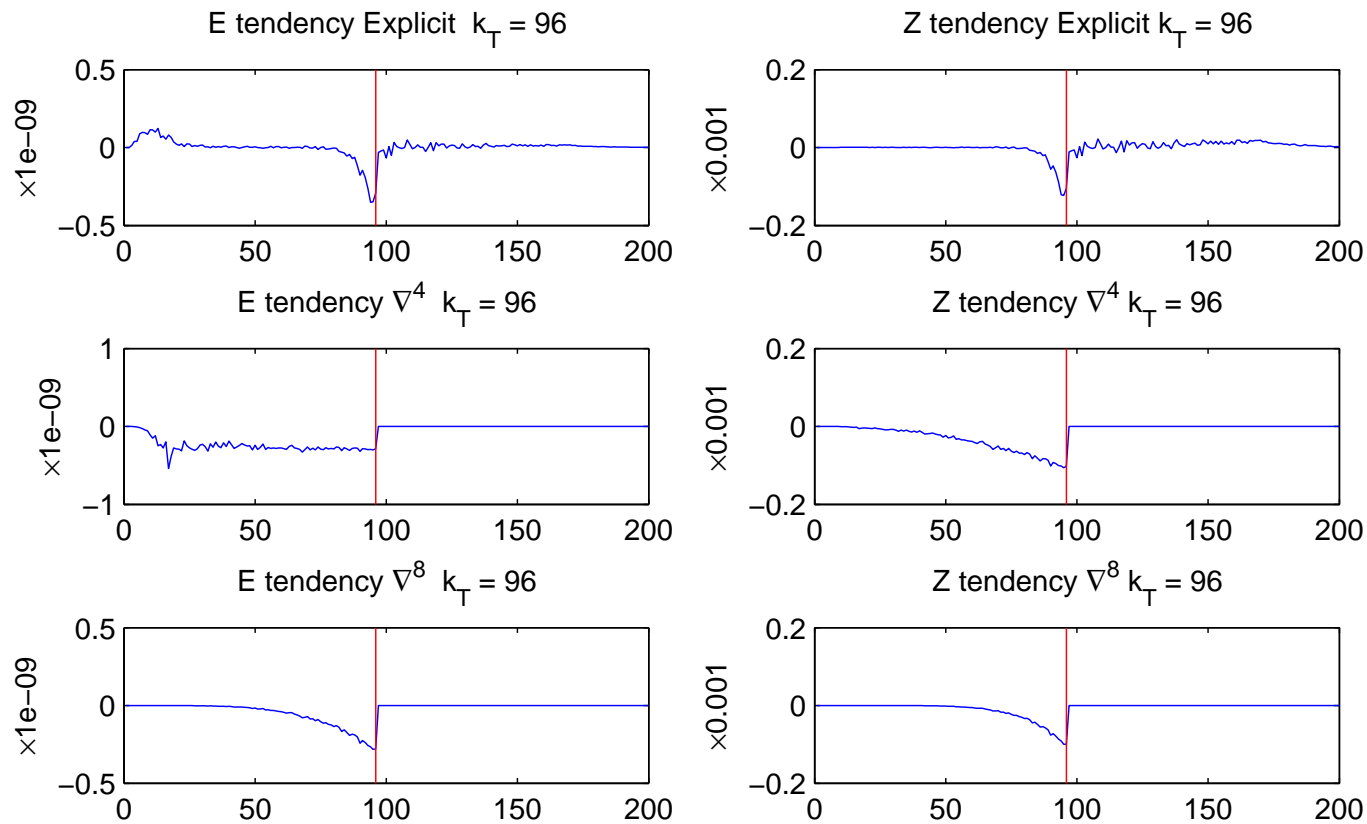 E tendency Explicit k_T = 96
×1e−09
0.5
0
−0.5
0 50 100 150 200
Z tendency Explicit k_T = 96
×0.001
0.2
0
−0.2
0 50 100 150 200
E tendency ∇^4 k_T = 96
×1e−09
1
0
−1
0 50 100 150 200
Z tendency ∇^4 k_T = 96
×0.001
0.2
0
−0.2
0 50 100 150 200
E tendency ∇^8 k_T = 96
×1e−09
0.5
0
−0.5
0 50 100 150 200
Z tendency ∇^8 k_T = 96
×0.001
0.2
0
−0.2
0 50 100 150 200